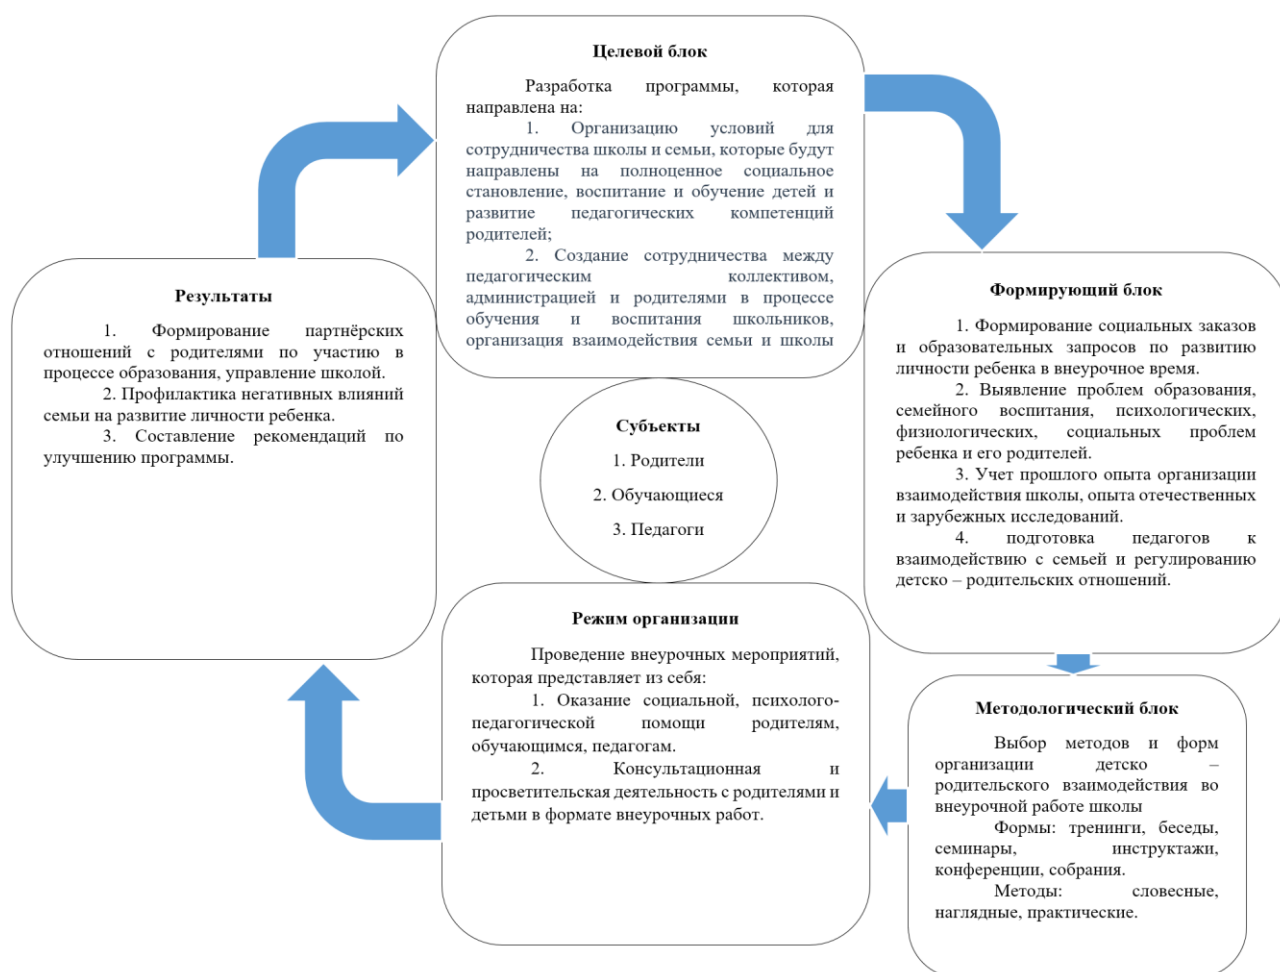 Целевой блок
Разработка программы, которая
направлена на:
1. Организацию условий для
сотрудничества школы и семьи, которые будут
направлены на полноценное социальное
становление, воспитание и обучение детей и
развитие педагогических компетенций
родителей;
2. Создание сотрудничества между
педагогическим коллективом,
администрацией и родителями в процессе
обучения и воспитания школьников,
организация взаимодействия семьи и школы
Формирующий блок
1. Формирование социальных заказов
и образовательных запросов по развитию
личности ребенка в внеурочное время.
2. Выявление проблем образования,
семейного воспитания, психологических,
физиологических, социальных проблем
ребенка и его родителей.
3. Учет прошлого опыта организации
взаимодействия школы, опыта отечественных
и зарубежных исследований.
4. подготовка педагогов к
взаимодействию с семьей и регулированию
детско – родительских отношений.
Методологический блок
Выбор методов и форм
организации детско –
родительского взаимодействия во
внеурочной работе школы
Формы: тренинги, беседы,
семинары, инструктажи,
конференции, собрания.
Методы: словесные,
наглядные, практические.
Режим организации
Проведение внеурочных мероприятий,
которая представляет из себя:
1. Оказание социальной, психолого-
педагогической помощи родителям,
обучающимся, педагогам.
2. Консультационная и
просветительская деятельность с родителями и
детьми в формате внеурочных работ.
Результаты
1. Формирование партнёрских
отношений с родителями по участию в
процессе образования, управление школой.
2. Профилактика негативных влияний
семьи на развитие личности ребенка.
3. Составление рекомендаций по
улучшению программы.
Субъекты
1. Родители
2. Обучающиеся
3. Педагоги